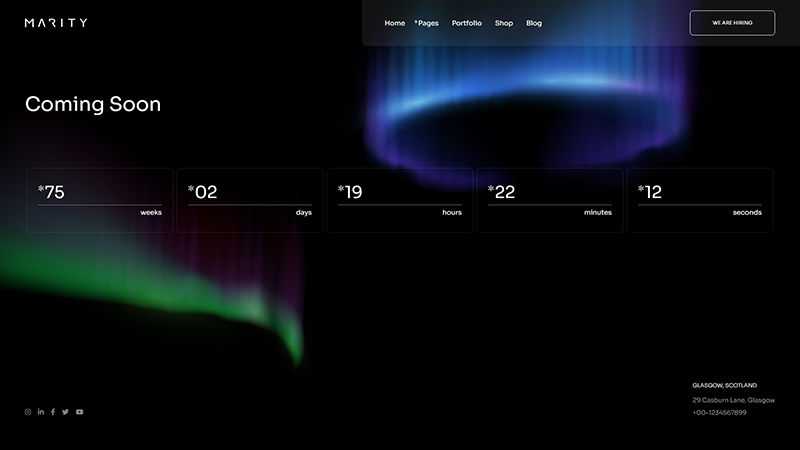 MARITY
Home *Pages Portfolio Shop Blog
WE ARE HIRING
Coming Soon
*75
weeks
*02
days
*19
hours
*22
minutes
*12
seconds
GLASGOW, SCOTLAND
29 Casburn Lane, Glasgow
+00-1234567899